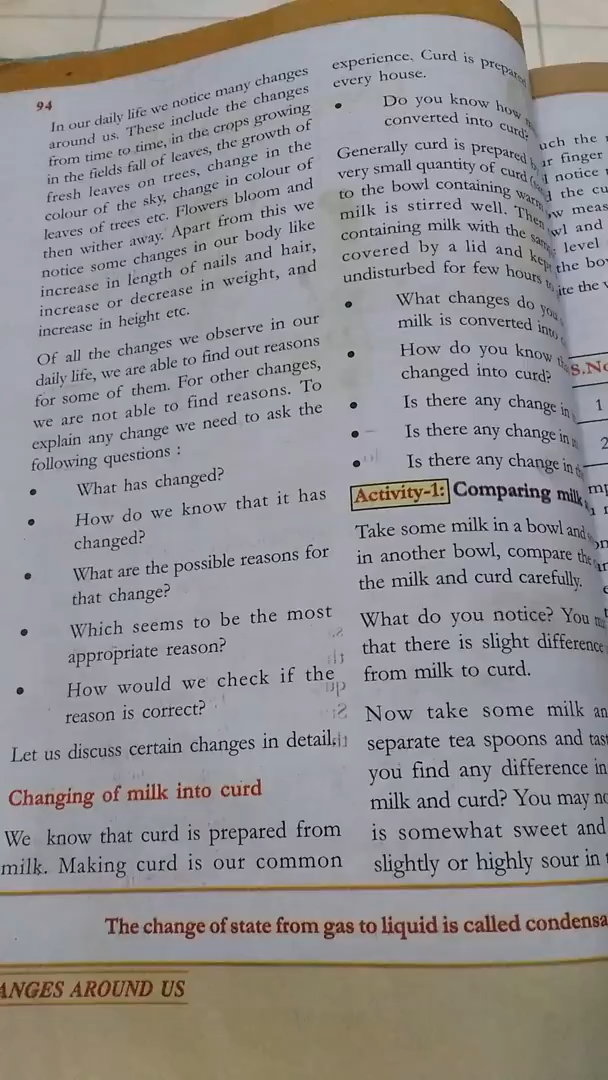 94
In our daily life we notice many changes
around us. These include the changes
from time to time, in the crops growing
in the fields fall of leaves, the growth of
fresh leaves on trees, change in the
colour of the sky, change in colour of
leaves of trees etc. Flowers bloom and
then wither away. Apart from this we
notice some changes in our body like
increase in length of nails and hair,
increase or decrease in weight, and
increase in height etc.
Of all the changes we observe in our
daily life, we are able to find out reasons
for some of them. For other changes,
we are not able to find reasons. To
explain any change we need to ask the
following questions :
• What has changed?
• How do we know that it has
changed?
• What are the possible reasons for
that change?
• Which seems to be the most
appropriate reason?
• How would we check if the
reason is correct?
Let us discuss certain changes in detail.
Changing of milk into curd
We know that curd is prepared from
milk. Making curd is our common
experience. Curd is prepared
every house.
• Do you know how
converted into curd?
Generally curd is prepared
very small quantity of curd
to the bowl containing warm
milk is stirred well. Then
containing milk with the
covered by a lid and kept
undisturbed for few hours
• What changes do you
milk is converted into
• How do you know
changed into curd?
• Is there any change in
• Is there any change in
• Is there any change in
Activity-1: Comparing milk
Take some milk in a bowl and
in another bowl, compare the
the milk and curd carefully.
What do you notice? You
that there is slight difference
from milk to curd.
Now take some milk
separate tea spoons and
you find any difference in
milk and curd? You may
is somewhat sweet and
slightly or highly sour in
the
finger
notice
the
and
level
the
the
S.No
1
2
The change of state from gas to liquid is called
ANGES AROUND US